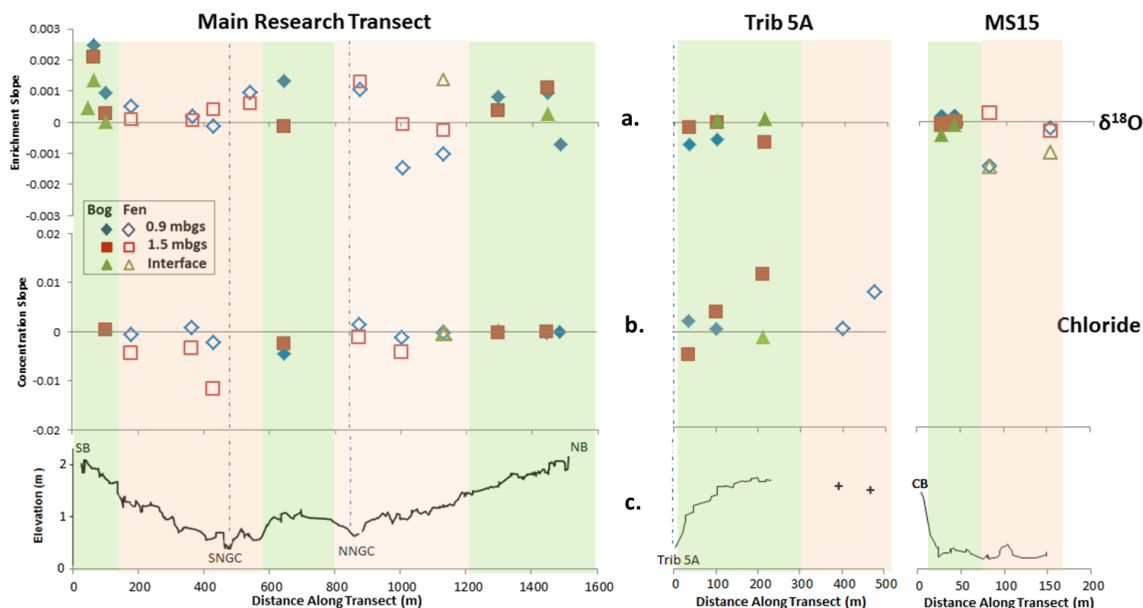 Main Research Transect
Trib 5A
MS15
Enrichment Slope
0.003
0.002
0.001
0
-0.001
-0.002
-0.003
a.
δ¹⁸O
Bog Fen
0.9 mbgs
1.5 mbgs
Interface
Concentration Slope
0.02
0.01
0
-0.01
-0.02
b.
Chloride
Elevation (m)
2
1
0
SB
NB
SNGC
NNGC
c.
Trib 5A
CB
0 200 400 600 800 1000 1200 1400 1600
Distance Along Transect (m)
0 100 200 300 400 500
Distance Along Transect (m)
0 50 100 150 200
Distance Along Transect (m)